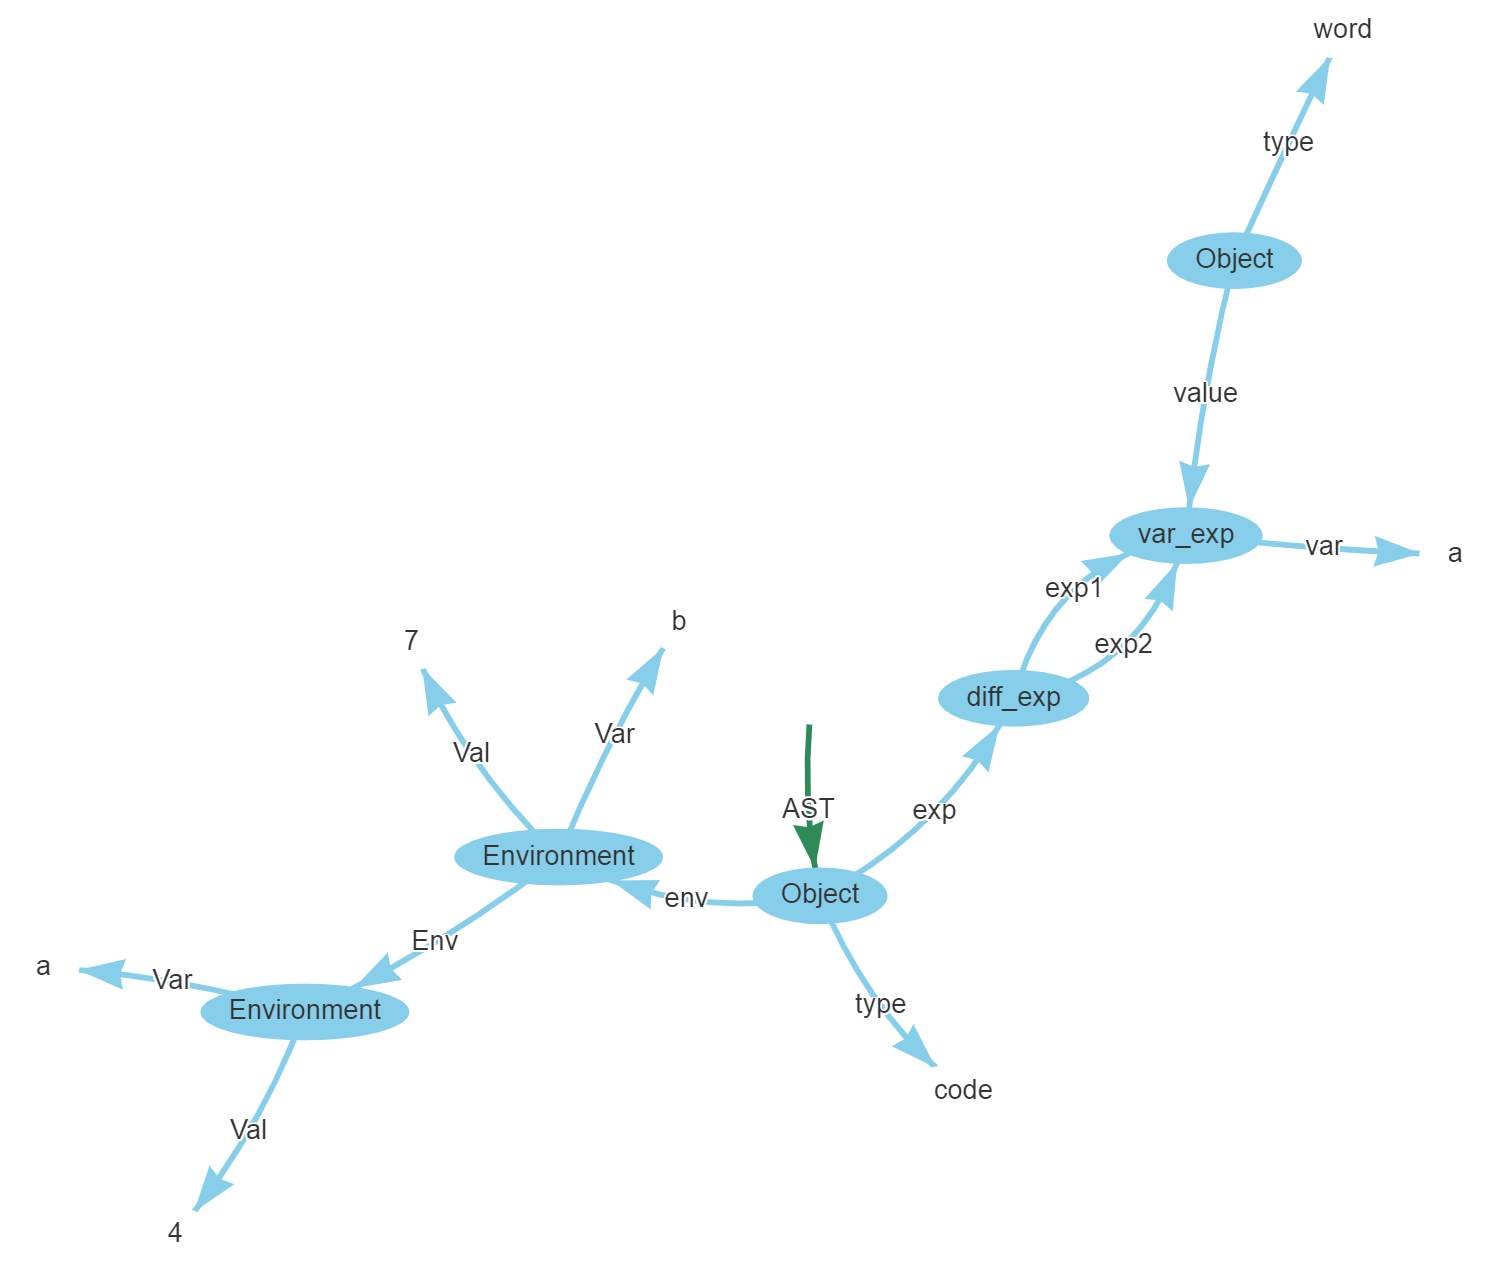 word
type
Object
value
var_exp
var
a
exp1
exp2
diff_exp
7
b
Val
Var
AST
exp
Environment
Object
env
Env
a
Var
Environment
type
code
Val
4